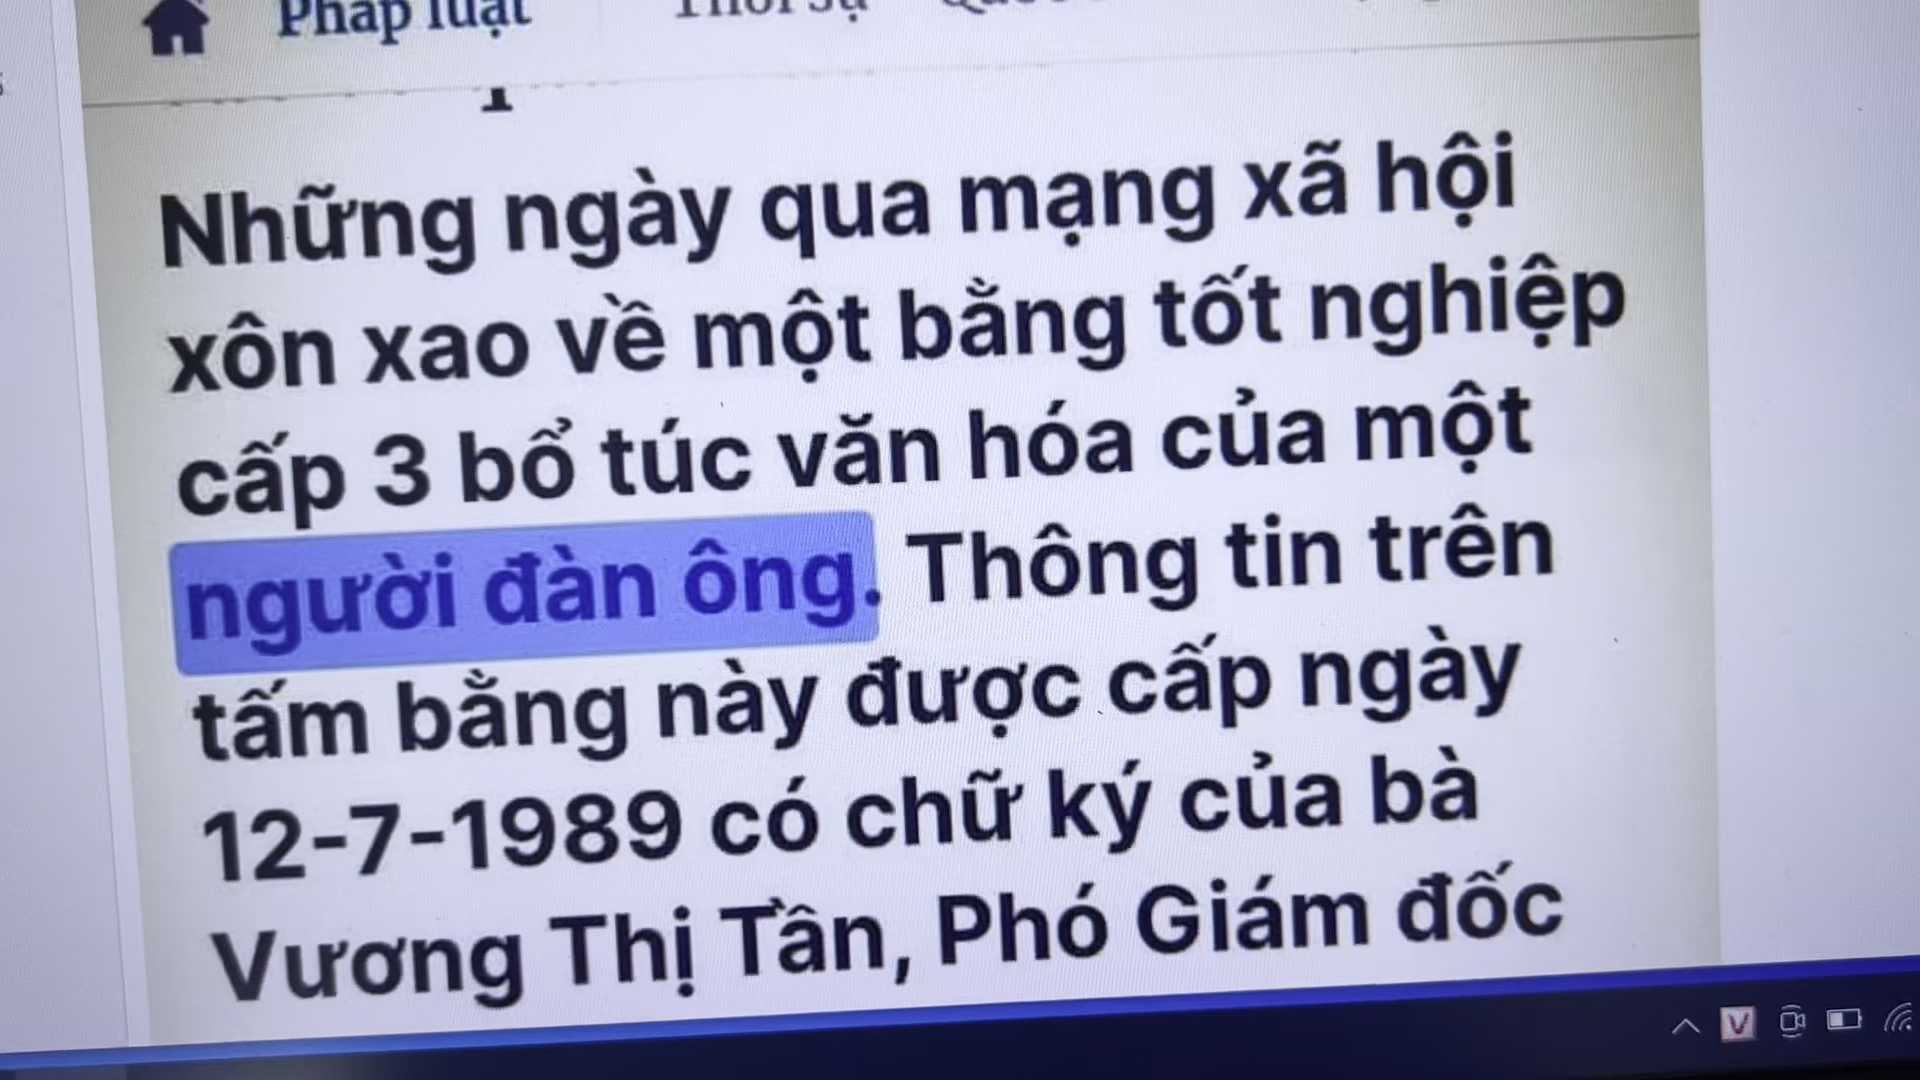 Pháp luật
Những ngày qua mạng xã hội
xôn xao về một bằng tốt nghiệp
cấp 3 bổ túc văn hóa của một
người đàn ông. Thông tin trên
tấm bằng này được cấp ngày
12-7-1989 có chữ ký của bà
Vương Thị Tần, Phó Giám đốc
V